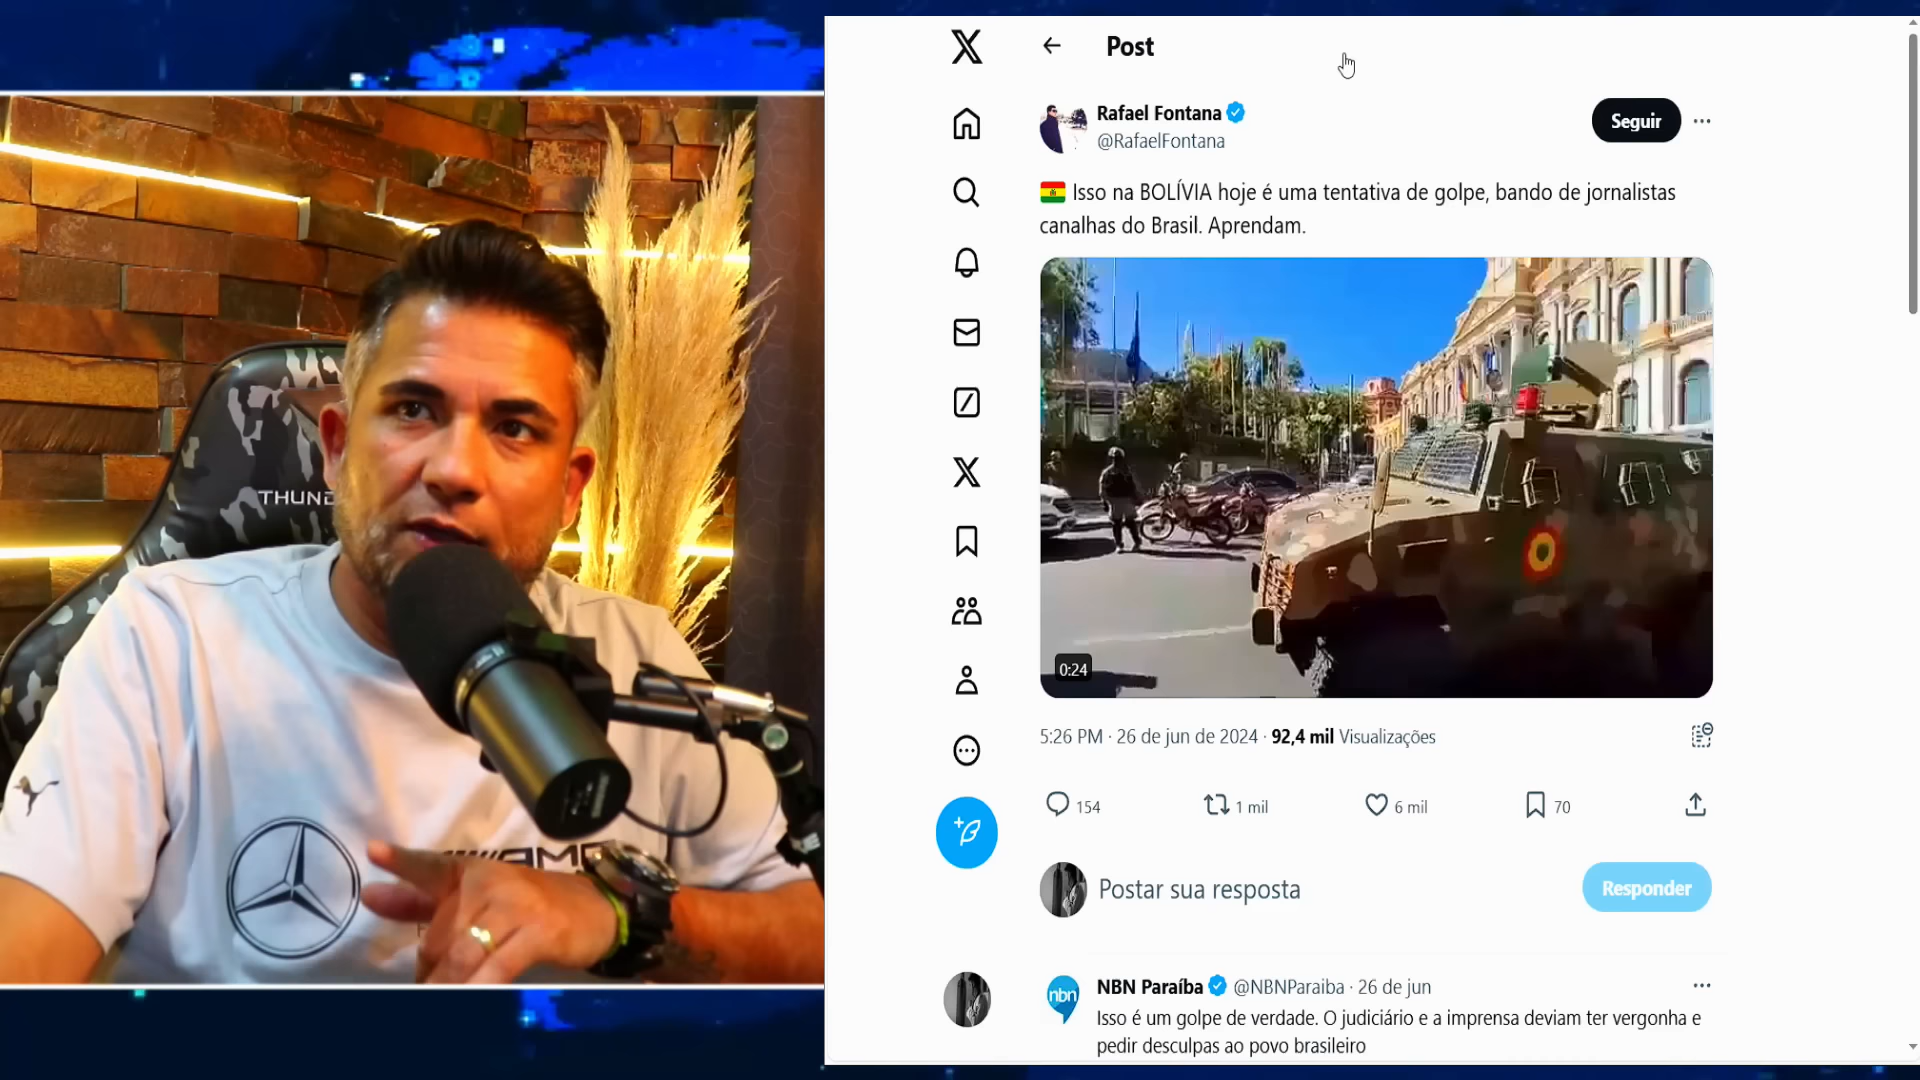 Post
Rafael Fontana
@RafaelFontana
Seguir
Isso na BOLÍVIA hoje é uma tentativa de golpe, bando de jornalistas
canalhas do Brasil. Aprendam.
0:24
5:26 PM · 26 de jun de 2024 · 92,4 mil Visualizações
154
1 mil
6 mil
70
Postar sua resposta
Responder
nbn
NBN Paraíba @NBNParaiba · 26 de jun
Isso é um golpe de verdade. O judiciário e a imprensa deviam ter vergonha e
pedir desculpas ao povo brasileiro
THUND
AMG